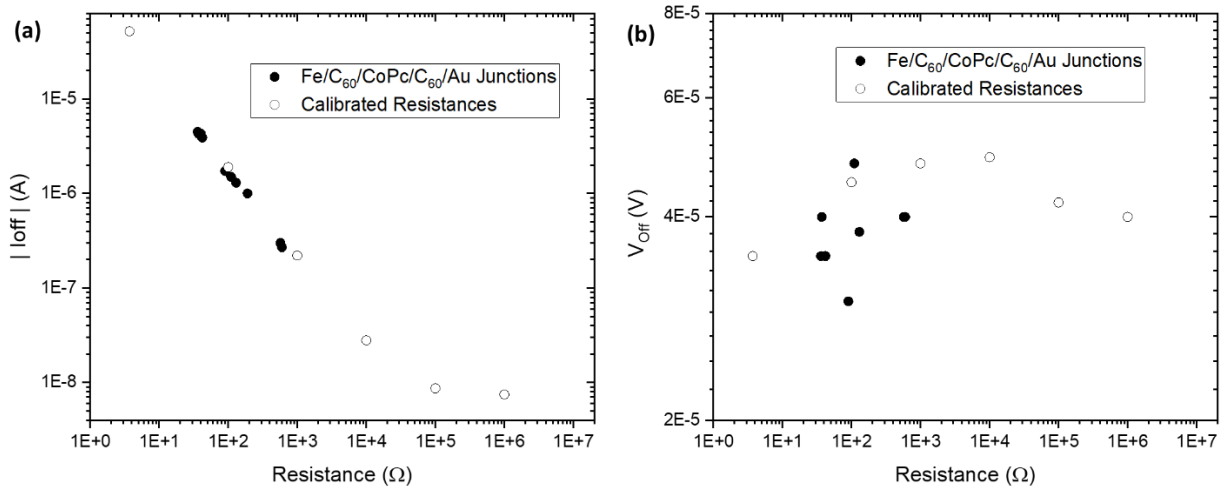 (a)
1E-5
1E-6
1E-7
1E-8
| Ioff | (A)
Fe/C60/CoPc/C60/Au Junctions
Calibrated Resistances
1E+0 1E+1 1E+2 1E+3 1E+4 1E+5 1E+6 1E+7
Resistance (Ω)
(b)
8E-5
6E-5
4E-5
2E-5
VOff (V)
Fe/C60/CoPc/C60/Au Junctions
Calibrated Resistances
1E+0 1E+1 1E+2 1E+3 1E+4 1E+5 1E+6 1E+7
Resistance (Ω)